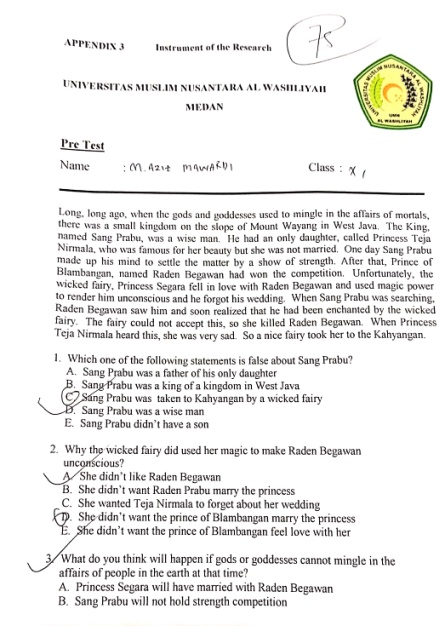 APPENDIX 3 Instrument of the Research
75
UNIVERSITAS MUSLIM NUSANTARA AL WASHLIYAH
MEDAN
UNIVERSITAS MUSLIM NUSANTARA AL WASHLIYAH
UMN
AL WASHLIYAH
Pre Test
Name : M. Aziz MAWARDI Class : XI
Long, long ago, when the gods and goddesses used to mingle in the affairs of mortals,
there was a small kingdom on the slope of Mount Wayang in West Java. The King,
named Sang Prabu, was a wise man. He had an only daughter, called Princess Teja
Nirmala, who was famous for her beauty but she was not married. One day Sang Prabu
made up his mind to settle the matter by a show of strength. After that, Prince of
Blambangan, named Raden Begawan had won the competition. Unfortunately, the
wicked fairy, Princess Segara fell in love with Raden Begawan and used magic power
to render him unconscious and he forgot his wedding. When Sang Prabu was searching,
Raden Begawan saw him and soon realized that he had been enchanted by the wicked
fairy. The fairy could not accept this, so she killed Raden Begawan. When Princess
Teja Nirmala heard this, she was very sad. So a nice fairy took her to the Kahyangan.
1. Which one of the following statements is false about Sang Prabu?
A. Sang Prabu was a father of his only daughter
B. Sang Prabu was a king of a kingdom in West Java
C. Sang Prabu was taken to Kahyangan by a wicked fairy
D. Sang Prabu was a wise man
E. Sang Prabu didn't have a son
2. Why the wicked fairy did used her magic to make Raden Begawan
unconscious?
A. She didn't like Raden Begawan
B. She didn't want Raden Prabu marry the princess
C. She wanted Teja Nirmala to forget about her wedding
D. She didn't want the prince of Blambangan marry the princess
E. She didn't want the prince of Blambangan feel love with her
3. What do you think will happen if gods or goddesses cannot mingle in the
affairs of people in the earth at that time?
A. Princess Segara will have married with Raden Begawan
B. Sang Prabu will not hold strength competition